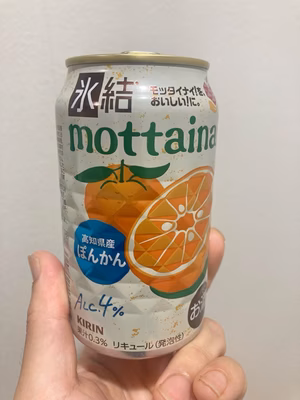 氷結
モッタイナイ!を
おいしい!に。
mottaina
高知県産
ぽんかん
ALC.4%
KIRIN
果汁0.3% リキュール(発泡性)
お